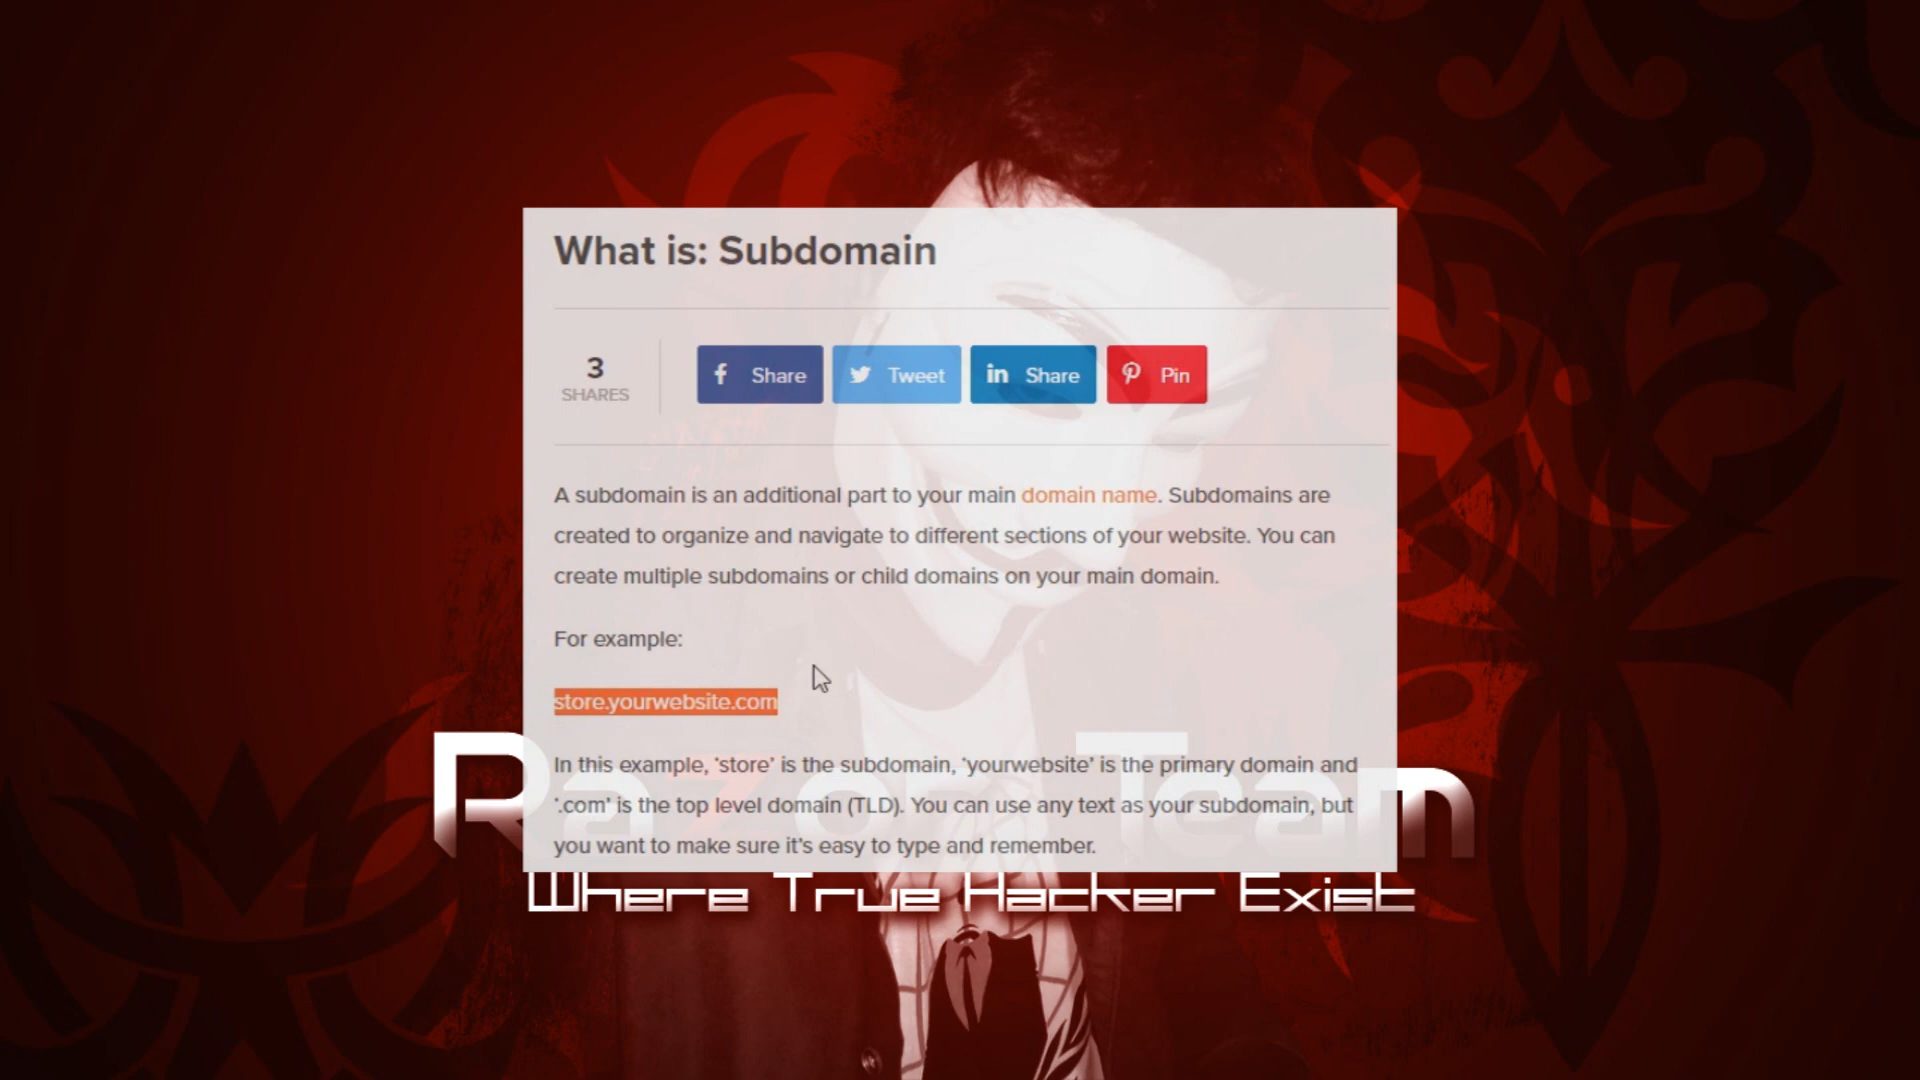 What is: Subdomain
3
SHARES
Share
Tweet
Share
Pin
A subdomain is an additional part to your main domain name. Subdomains are
created to organize and navigate to different sections of your website. You can
create multiple subdomains or child domains on your main domain.
For example:
store.yourwebsite.com
In this example, 'store' is the subdomain, 'yourwebsite' is the primary domain and
'.com' is the top level domain (TLD). You can use any text as your subdomain, but
you want to make sure it's easy to type and remember.
Razor Team
Where True Hacker Exist